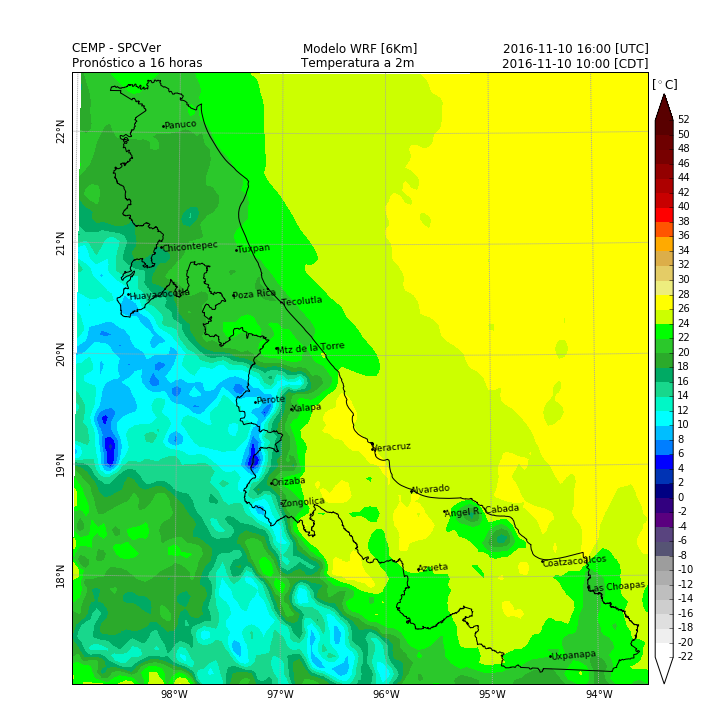 CEMP - SPCVer Modelo WRF [6Km] 2016-11-10 16:00 [UTC]
Pronóstico a 16 horas Temperatura a 2m 2016-11-10 10:00 [CDT]
[°C]
52
50
48
46
44
42
40
38
36
34
32
30
28
26
24
22
20
18
16
14
12
10
8
6
4
2
0
-2
-4
-6
-8
-10
-12
-14
-16
-18
-20
-22
22°N
21°N
20°N
19°N
18°N
Panuco
Chicontepec
Tuxpan
Huayacocotla
Poza Rica
Tecolutla
Mtz de la Torre
Perote
Xalapa
Veracruz
Orizaba
Alvarado
Zongolica
Angel R. Cabada
Azueta
Coatzacoalcos
Las Choapas
Uxpanapa
98°W 97°W 96°W 95°W 94°W